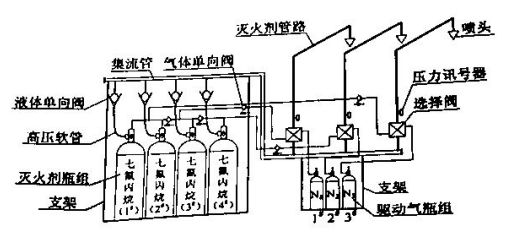 灭火剂管路
喷头
集流管
气体单向阀
压力讯号器
液体单向阀
选择阀
高压软管
灭火剂瓶组
七氟丙烷(1#)
七氟丙烷(2#)
七氟丙烷(3#)
七氟丙烷(4#)
支架
N₂
N₂
N₂
支架
驱动气瓶组
1# 2# 3#